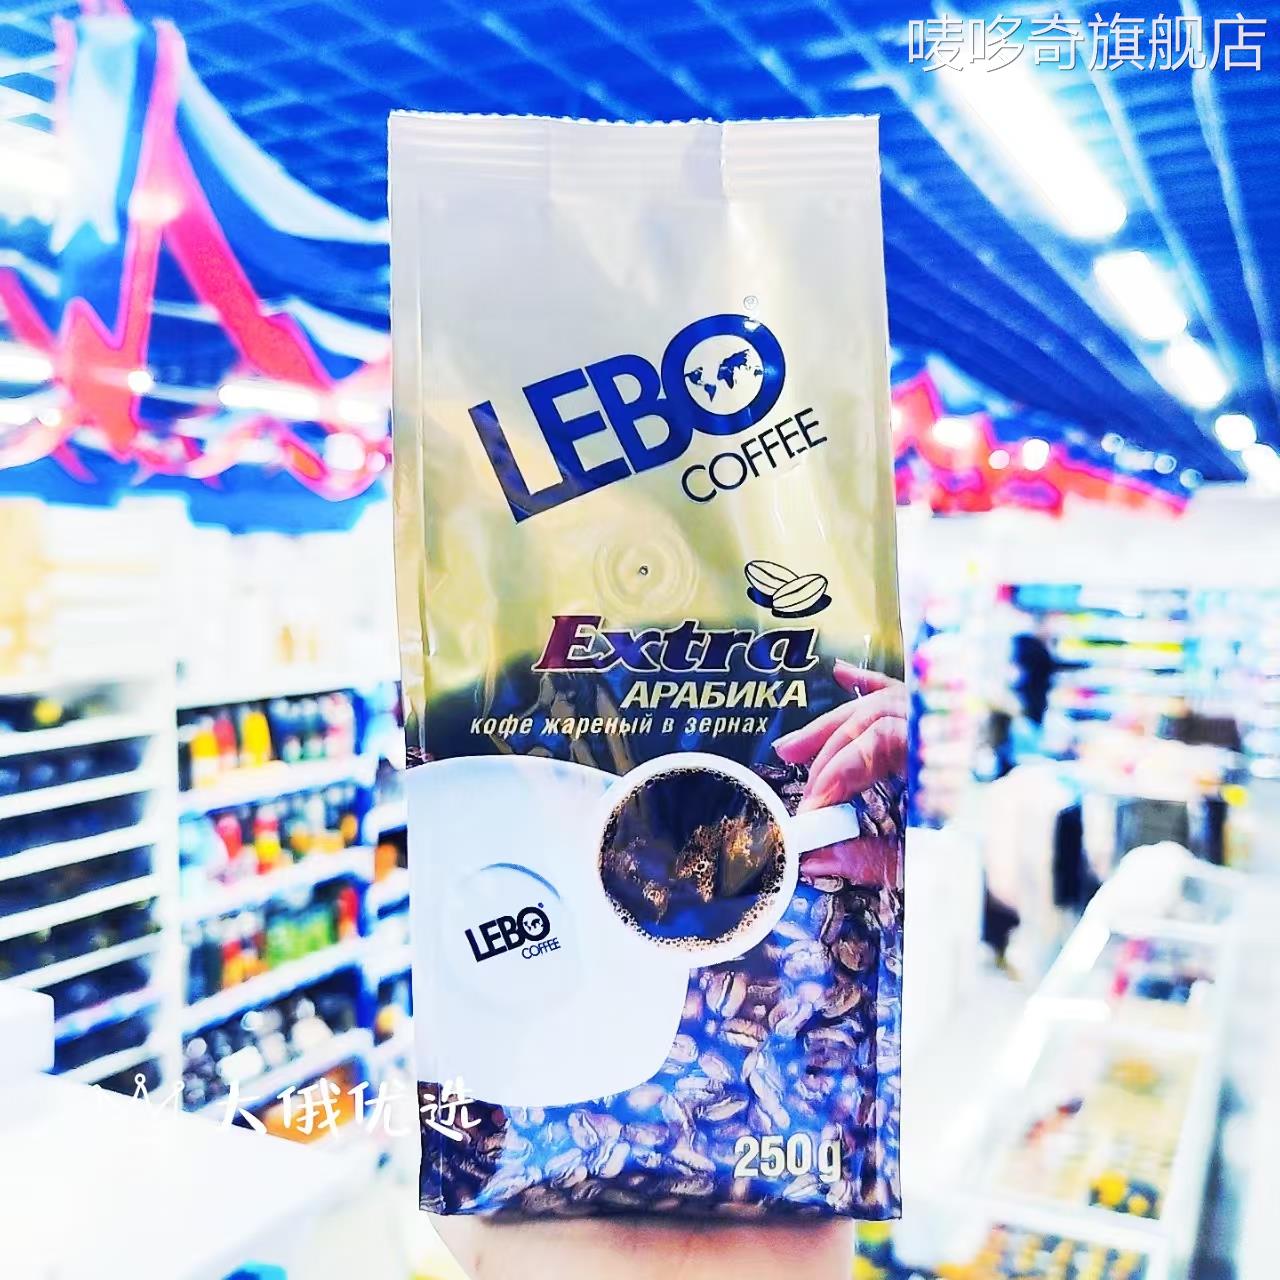 唛哆奇旗舰店
LEBO®
COFFEE
Extra
АРАБИКА
кофе жареный в зернах
LEBO®
COFFEE
大俄优选
250g